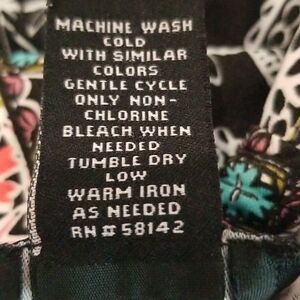 MACHINE WASH
COLD
WITH SIMILAR
COLORS
GENTLE CYCLE
ONLY NON-
CHLORINE
BLEACH WHEN
NEEDED
TUMBLE DRY
LOW
WARM IRON
AS NEEDED
RN#58142